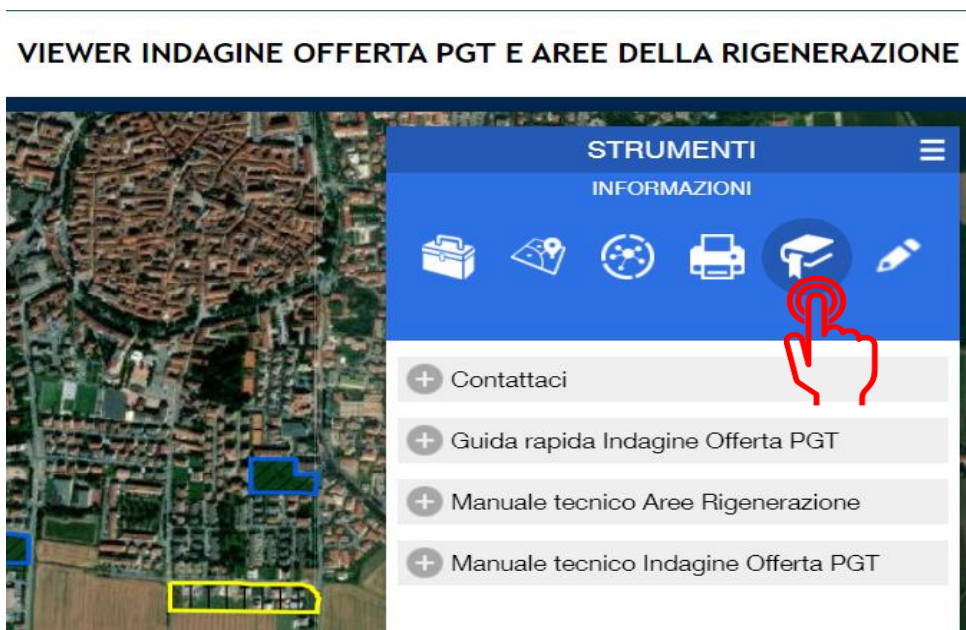 VIEWER INDAGINE OFFERTA PGT E AREE DELLA RIGENERAZIONE
STRUMENTI
INFORMAZIONI
Contattaci
Guida rapida Indagine Offerta PGT
Manuale tecnico Aree Rigenerazione
Manuale tecnico Indagine Offerta PGT